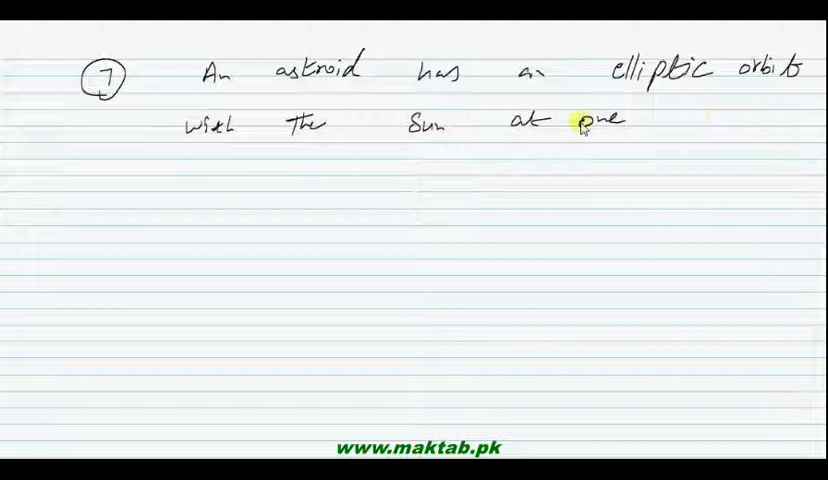 7 An astroid has an elliptic orbit
with the Sun at one
www.maktab.pk